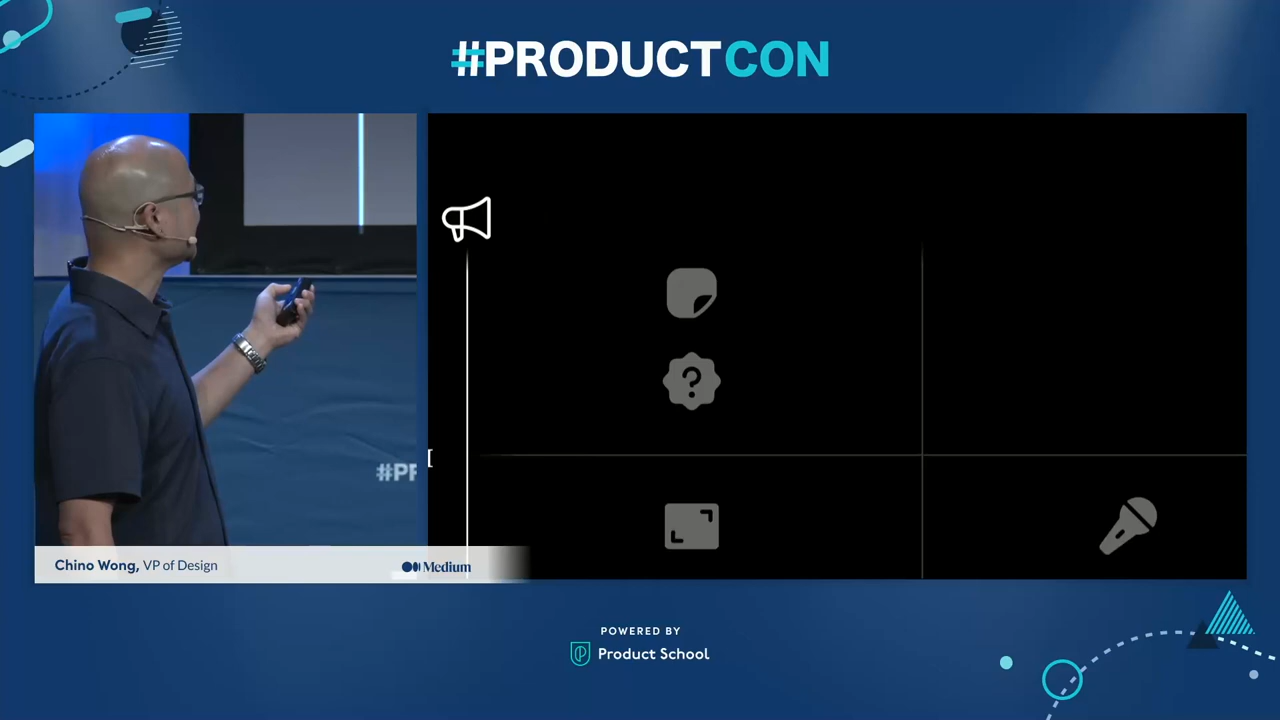 #PRODUCTCON
?
#PR
Chino Wong, VP of Design
Medium
POWERED BY
Product School